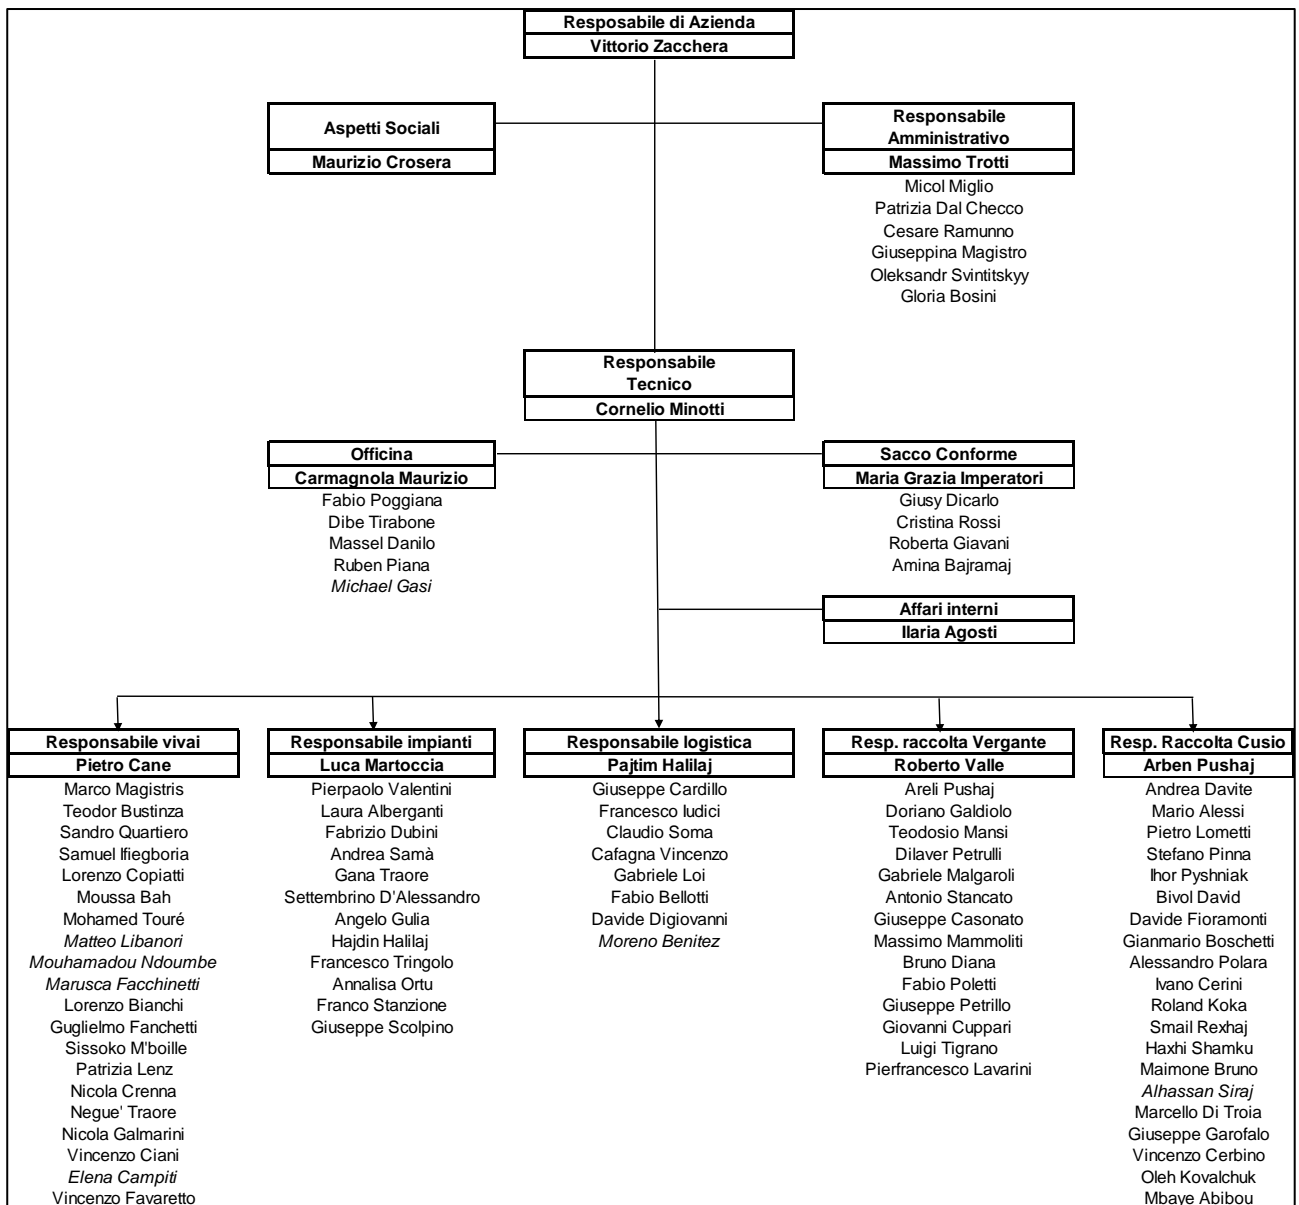 Resposabile di Azienda
Vittorio Zacchera
Aspetti Sociali
Maurizio Crosera
Responsabile
Amministrativo
Massimo Trotti
Micol Miglio
Patrizia Dal Checco
Cesare Ramunno
Giuseppina Magistro
Oleksandr Svintitskyy
Gloria Bosini
Responsabile
Tecnico
Cornelio Minotti
Officina
Carmagnola Maurizio
Fabio Poggiana
Dibe Tirabone
Massel Danilo
Ruben Piana
Michael Gasi
Sacco Conforme
Maria Grazia Imperatori
Giusy Dicarlo
Cristina Rossi
Roberta Giavani
Amina Bajramaj
Affari interni
Ilaria Agosti
Responsabile vivai
Pietro Cane
Marco Magistris
Teodor Bustinza
Sandro Quartiero
Samuel Ifiegboria
Lorenzo Copiatti
Moussa Bah
Mohamed Touré
Matteo Libanori
Mouhamadou Ndoumbe
Marusca Facchinetti
Lorenzo Bianchi
Guglielmo Fanchetti
Sissoko M'boille
Patrizia Lenz
Nicola Crenna
Negue' Traore
Nicola Galmarini
Vincenzo Ciani
Elena Campiti
Vincenzo Favaretto
Responsabile impianti
Luca Martoccia
Pierpaolo Valentini
Laura Alberganti
Fabrizio Dubini
Andrea Samà
Gana Traore
Settembrino D'Alessandro
Angelo Gulia
Hajdin Halilaj
Francesco Tringolo
Annalisa Ortu
Franco Stanzione
Giuseppe Scolpino
Responsabile logistica
Pajtim Halilaj
Giuseppe Cardillo
Francesco Iudici
Claudio Soma
Cafagna Vincenzo
Gabriele Loi
Fabio Bellotti
Davide Digiovanni
Moreno Benitez
Resp. raccolta Vergante
Roberto Valle
Areli Pushaj
Doriano Galdiolo
Teodosio Mansi
Dilaver Petrulli
Gabriele Malgaroli
Antonio Stancato
Giuseppe Casonato
Massimo Mammoliti
Bruno Diana
Fabio Poletti
Giuseppe Petrillo
Giovanni Cuppari
Luigi Tigrano
Pierfrancesco Lavarini
Resp. Raccolta Cusio
Arben Pushaj
Andrea Davite
Mario Alessi
Pietro Lometti
Stefano Pinna
Ihor Pyshniak
Bivol David
Davide Fioramonti
Gianmario Boschetti
Alessandro Polara
Ivano Cerini
Roland Koka
Smail Rexhaj
Haxhi Shamku
Maimone Bruno
Alhassan Siraj
Marcello Di Troia
Giuseppe Garofalo
Vincenzo Cerbino
Oleh Kovalchuk
Mbaye Abibou